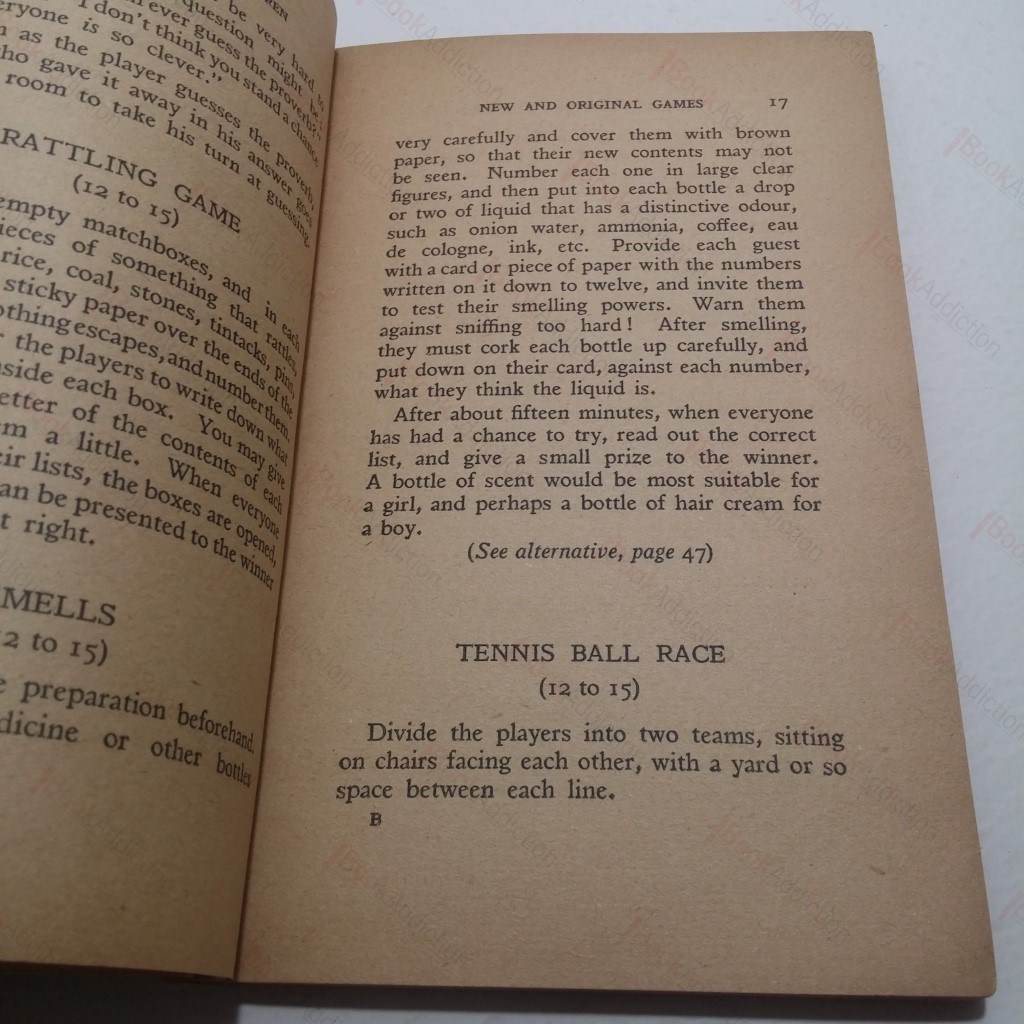 REN
question be very hard to
ever guess the proverb?"
I don't think you stand a chance
eryone is so clever."
as the player guesses the proverb,
ho gave it away in his answer goes
room to take his turn at guessing.
RATTLING GAME
(12 to 15)
empty matchboxes, and in each
ieces of something that rattles,
rice, coal, stones, tintacks, pins,
sticky paper over the ends of the
othing escapes, and number them.
the players to write down what
side each box. You may give
etter of the contents of each
em a little. When everyone
eir lists, the boxes are opened,
an be presented to the winner
t right.
MELLS
2 to 15)
preparation beforehand.
dicine or other bottles
NEW AND ORIGINAL GAMES 17
very carefully and cover them with brown
paper, so that their new contents may not
be seen. Number each one in large clear
figures, and then put into each bottle a drop
or two of liquid that has a distinctive odour,
such as onion water, ammonia, coffee, eau
de cologne, ink, etc. Provide each guest
with a card or piece of paper with the numbers
written on it down to twelve, and invite them
to test their smelling powers. Warn them
against sniffing too hard! After smelling,
they must cork each bottle up carefully, and
put down on their card, against each number,
what they think the liquid is.
After about fifteen minutes, when everyone
has had a chance to try, read out the correct
list, and give a small prize to the winner.
A bottle of scent would be most suitable for
a girl, and perhaps a bottle of hair cream for
a boy.
(See alternative, page 47)
TENNIS BALL RACE
(12 to 15)
Divide the players into two teams, sitting
on chairs facing each other, with a yard or so
space between each line.
B
BookAddiction